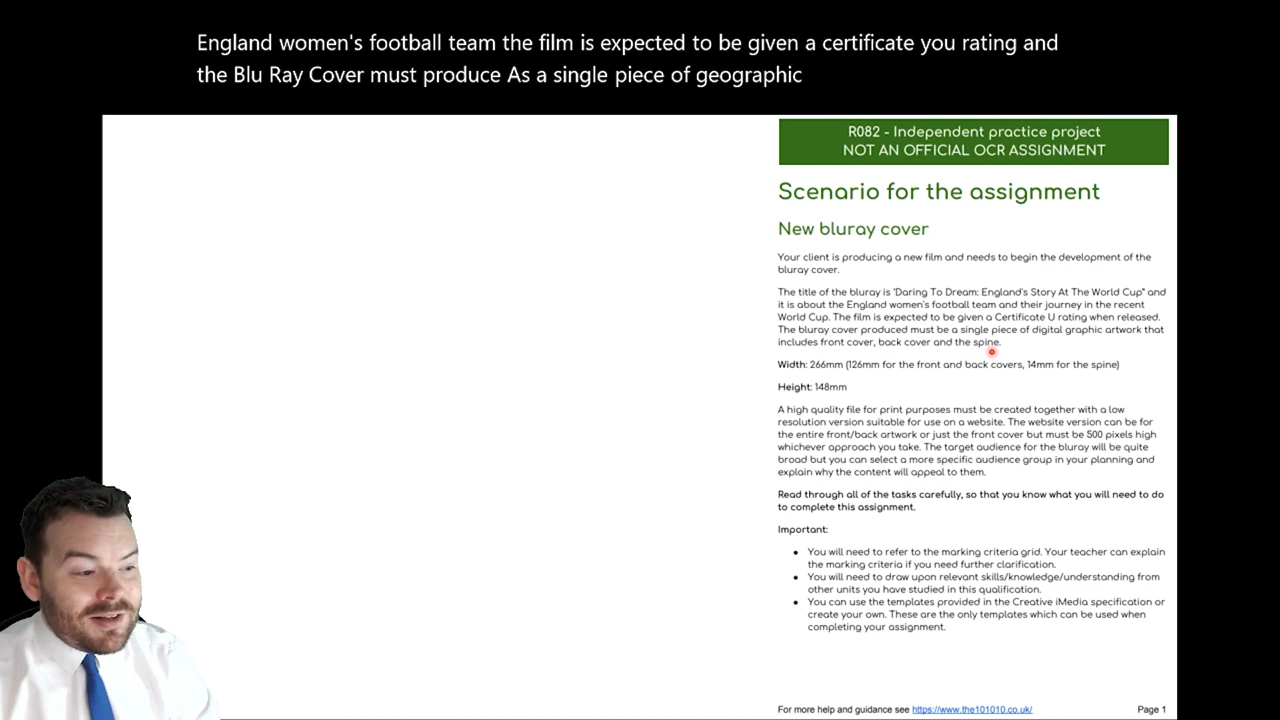 England women's football team the film is expected to be given a certificate you rating and
the Blu Ray Cover must produce As a single piece of geographic
R082 - Independent practice project
NOT AN OFFICIAL OCR ASSIGNMENT
Scenario for the assignment
New bluray cover
Your client is producing a new film and needs to begin the development of the
bluray cover.
The title of the bluray is 'Daring To Dream: England's Story At The World Cup" and
it is about the England women's football team and their journey in the recent
World Cup. The film is expected to be given a Certificate U rating when released.
The bluray cover produced must be a single piece of digital graphic artwork that
includes front cover, back cover and the spine.
Width: 266mm (126mm for the front and back covers, 14mm for the spine)
Height: 148mm
A high quality file for print purposes must be created together with a low
resolution version suitable for use on a website. The website version can be for
the entire front/back artwork or just the front cover but must be 500 pixels high
whichever approach you take. The target audience for the bluray will be quite
broad but you can select a more specific audience group in your planning and
explain why the content will appeal to them.
Read through all of the tasks carefully, so that you know what you will need to do
to complete this assignment.
Important:
● You will need to refer to the marking criteria grid. Your teacher can explain
the marking criteria if you need further clarification.
● You will need to draw upon relevant skills/knowledge/understanding from
other units you have studied in this qualification.
● You can use the templates provided in the Creative iMedia specification or
create your own. These are the only templates which can be used when
completing your assignment.
For more help and guidance see https://www.the101010.co.uk/ Page 1